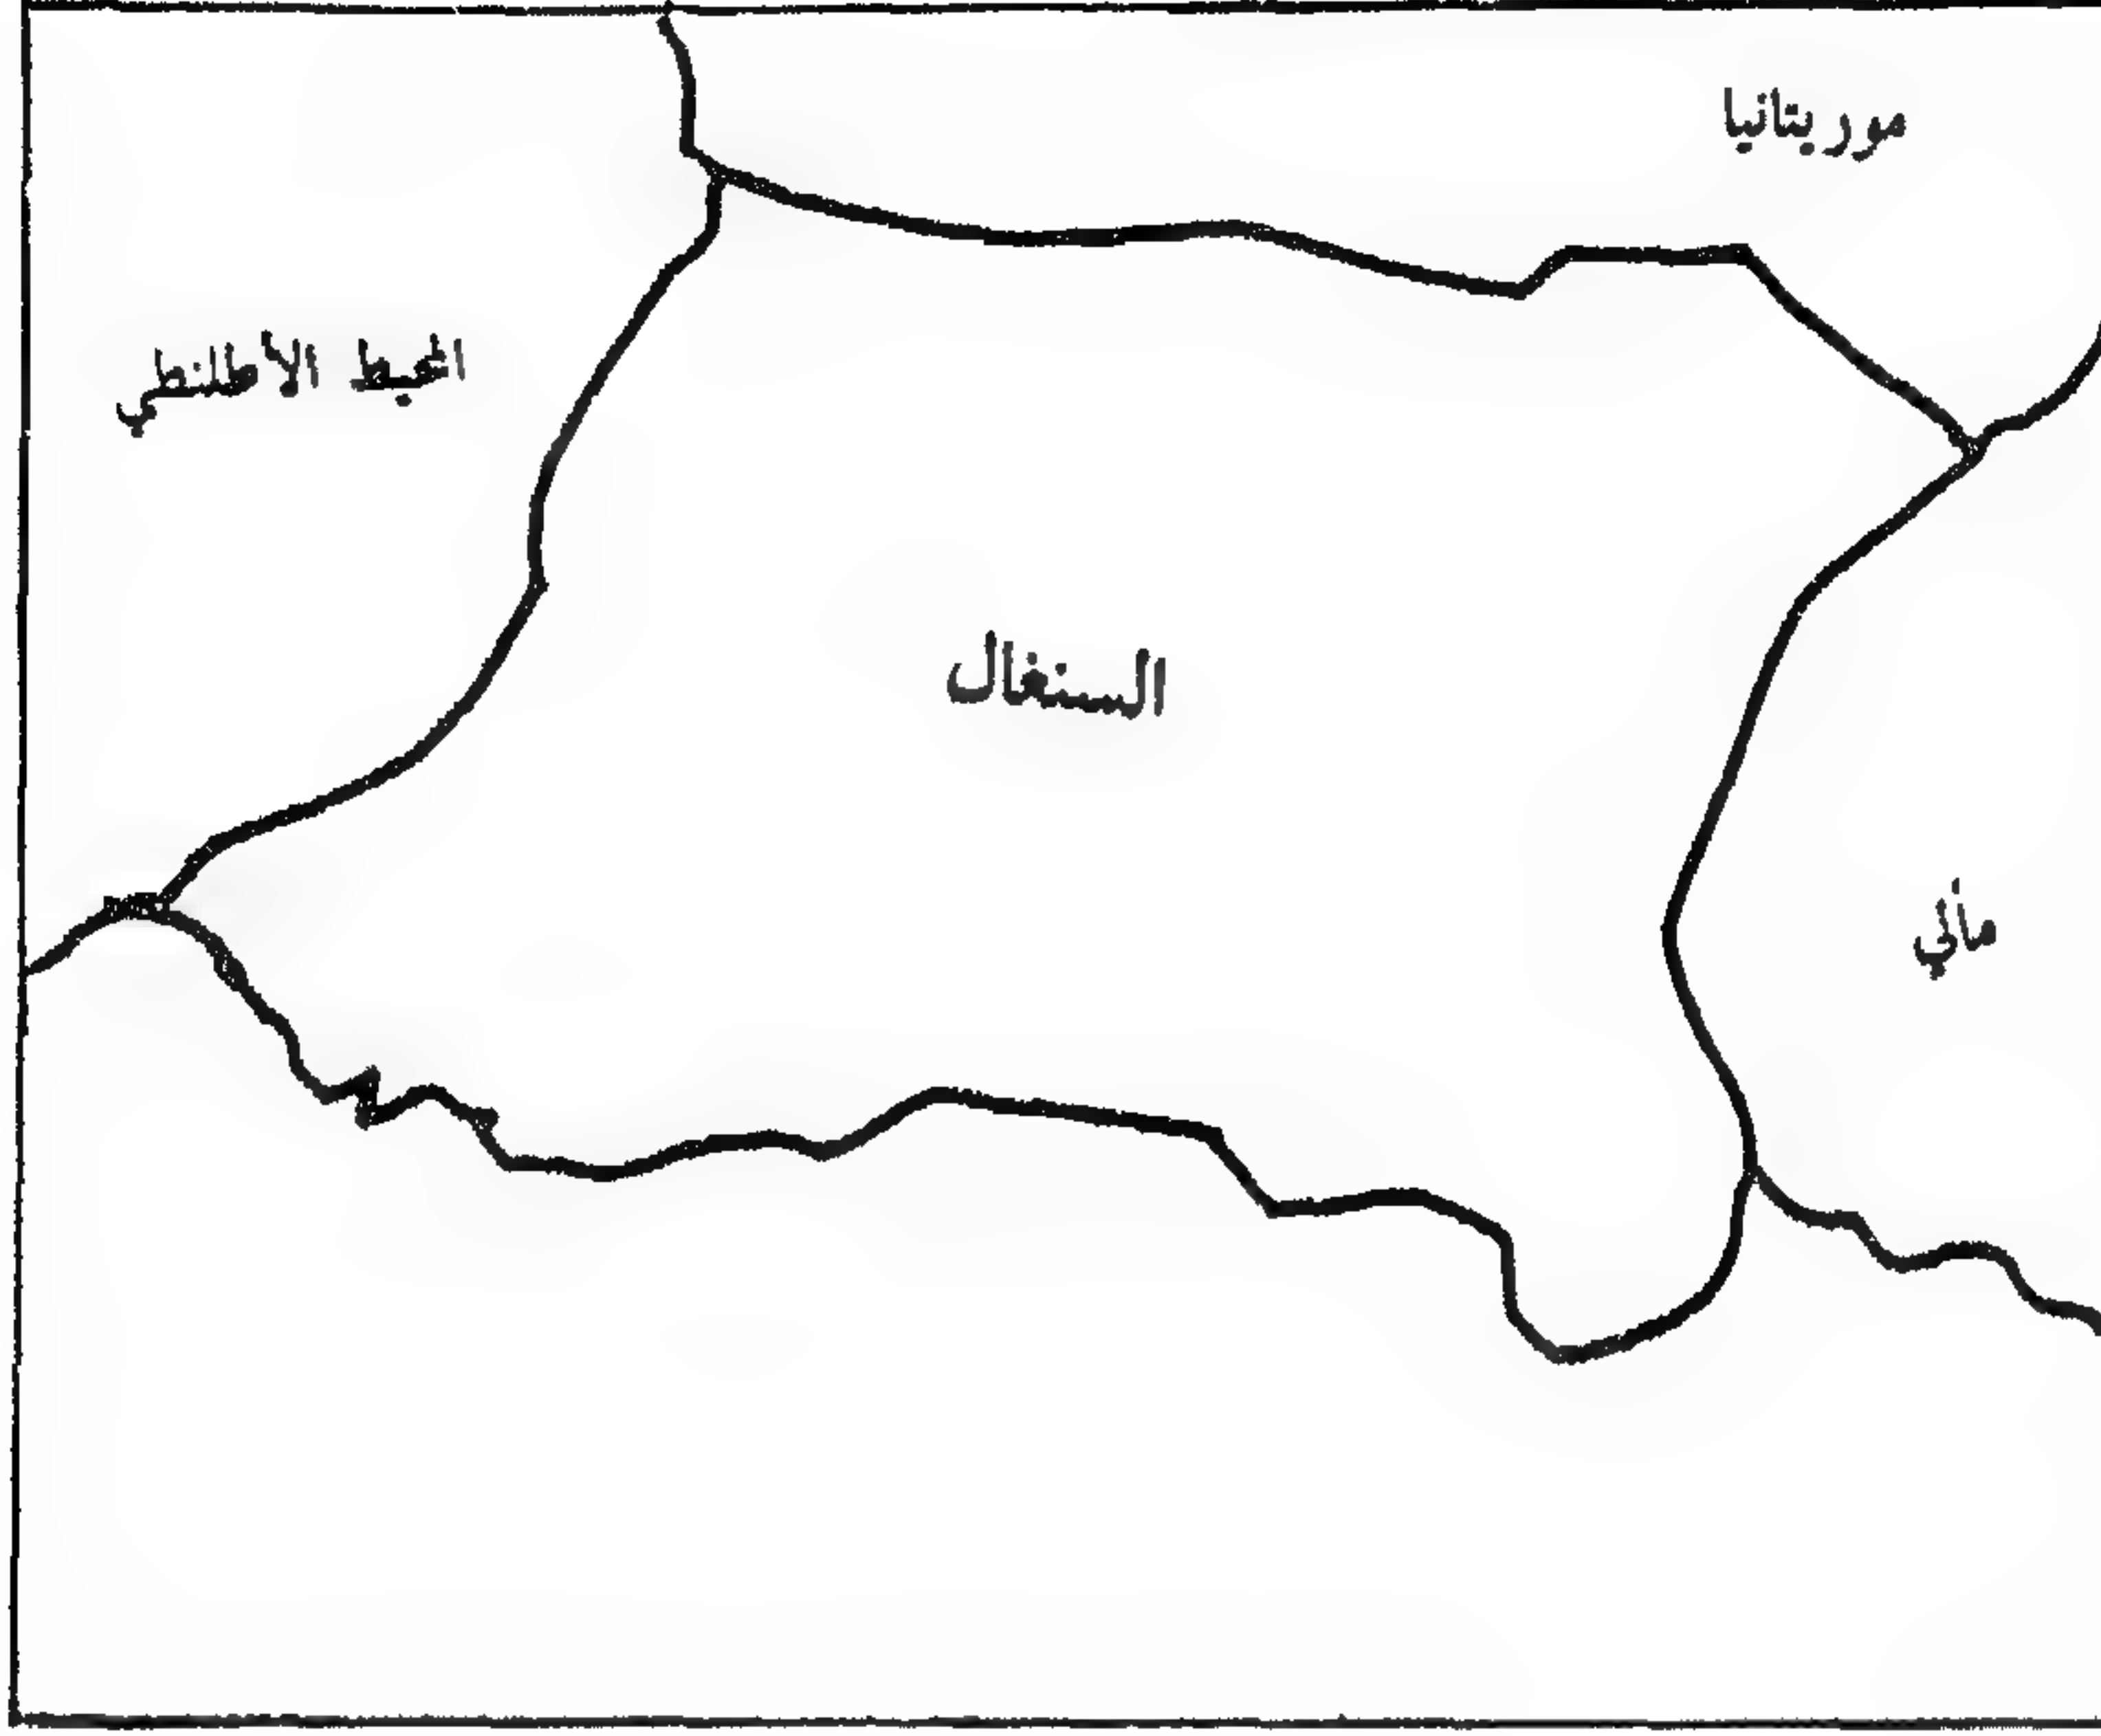 موريتانيا
المحيط الأطلنطي
السنغال
مالي